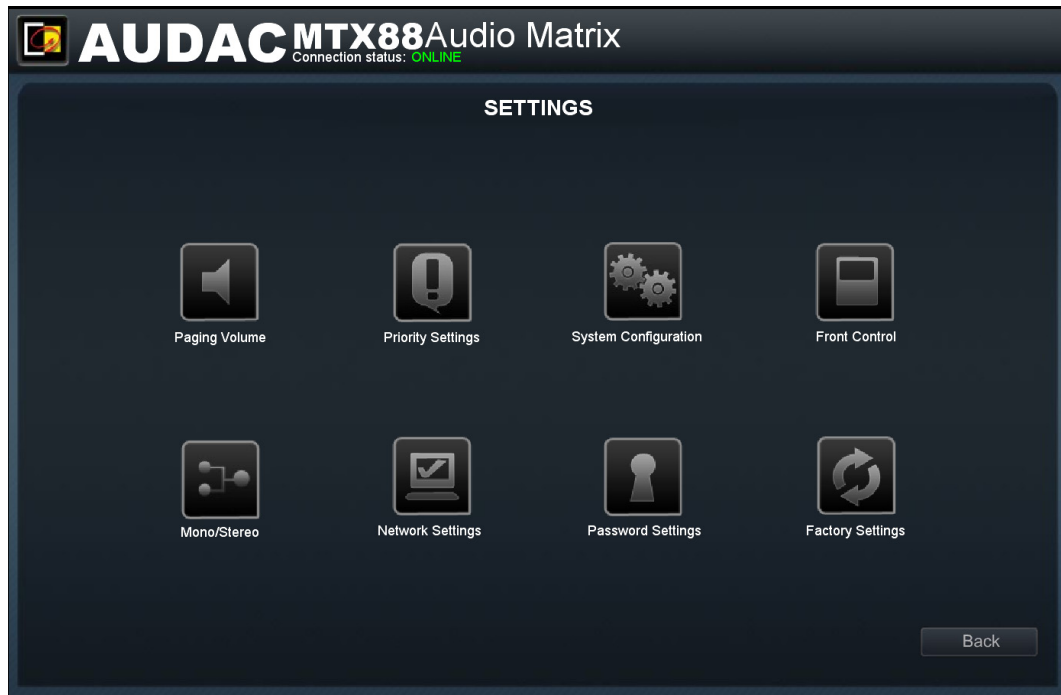 AUDAC MTX88 Audio Matrix
Connection status: ONLINE
SETTINGS
Paging Volume
Priority Settings
System Configuration
Front Control
Mono/Stereo
Network Settings
Password Settings
Factory Settings
Back